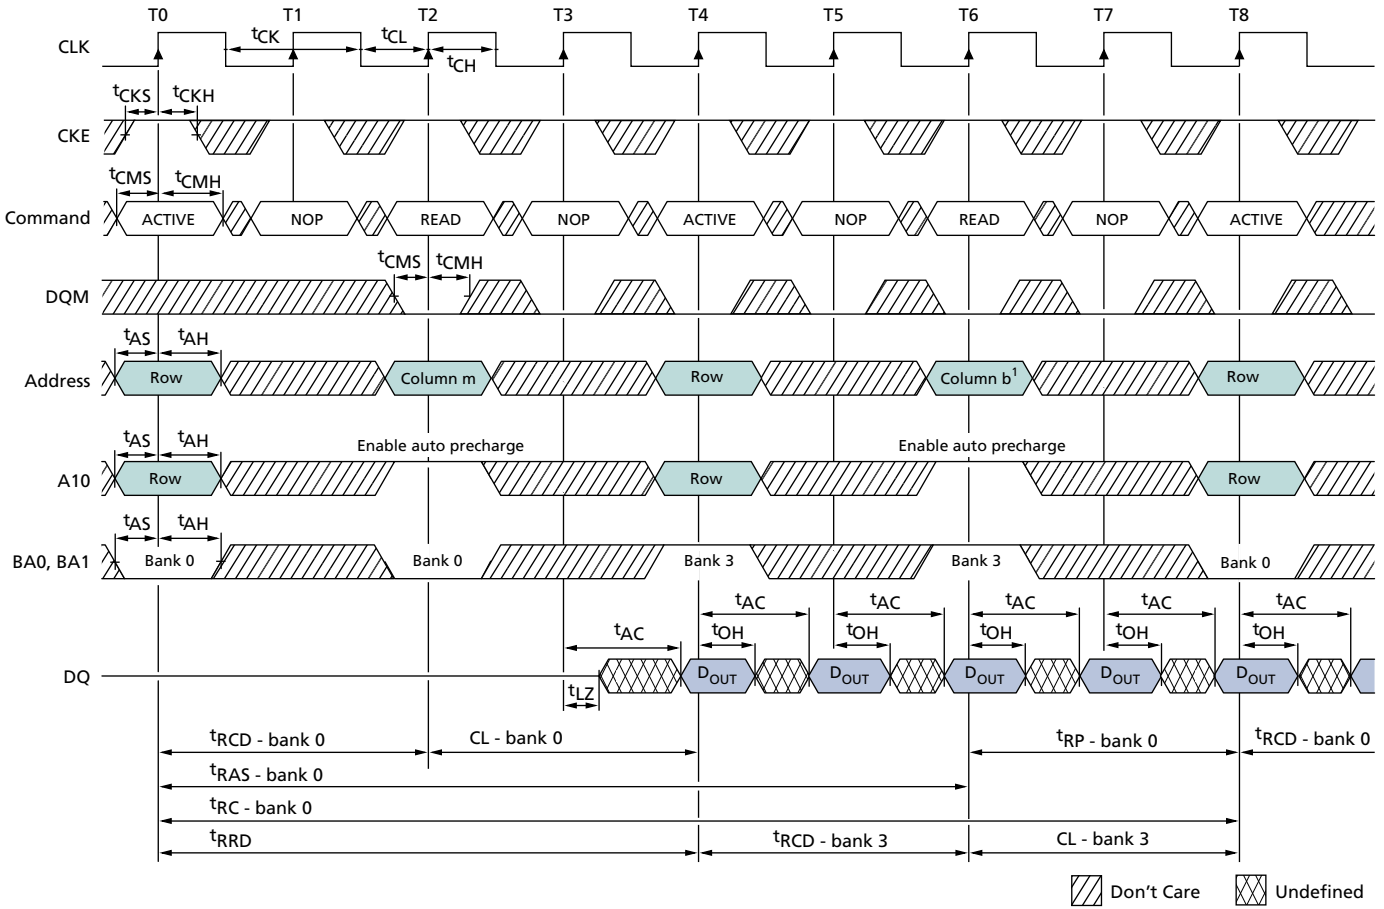 T0 T1 T2 T3 T4 T5 T6 T7 T8
CLK
tCK tCL
tCH
tCKS tCKH
CKE
tCMS tCMH
Command ACTIVE NOP READ NOP ACTIVE NOP READ NOP ACTIVE
tCMS tCMH
DQM
tAS tAH
Address Row Column m Row Column b1 Row
tAS tAH Enable auto precharge Enable auto precharge
A10 Row Row Row
tAS tAH
BA0, BA1 Bank 0 Bank 0 Bank 3 Bank 3 Bank 0
tAC tAC tAC tAC tAC
tAC tOH tOH tOH tOH tOH
DQ DOUT DOUT DOUT DOUT DOUT
tLZ
tRCD - bank 0 CL - bank 0 tRP - bank 0 tRCD - bank 0
tRAS - bank 0
tRC - bank 0
tRRD tRCD - bank 3 CL - bank 3
Don't Care Undefined